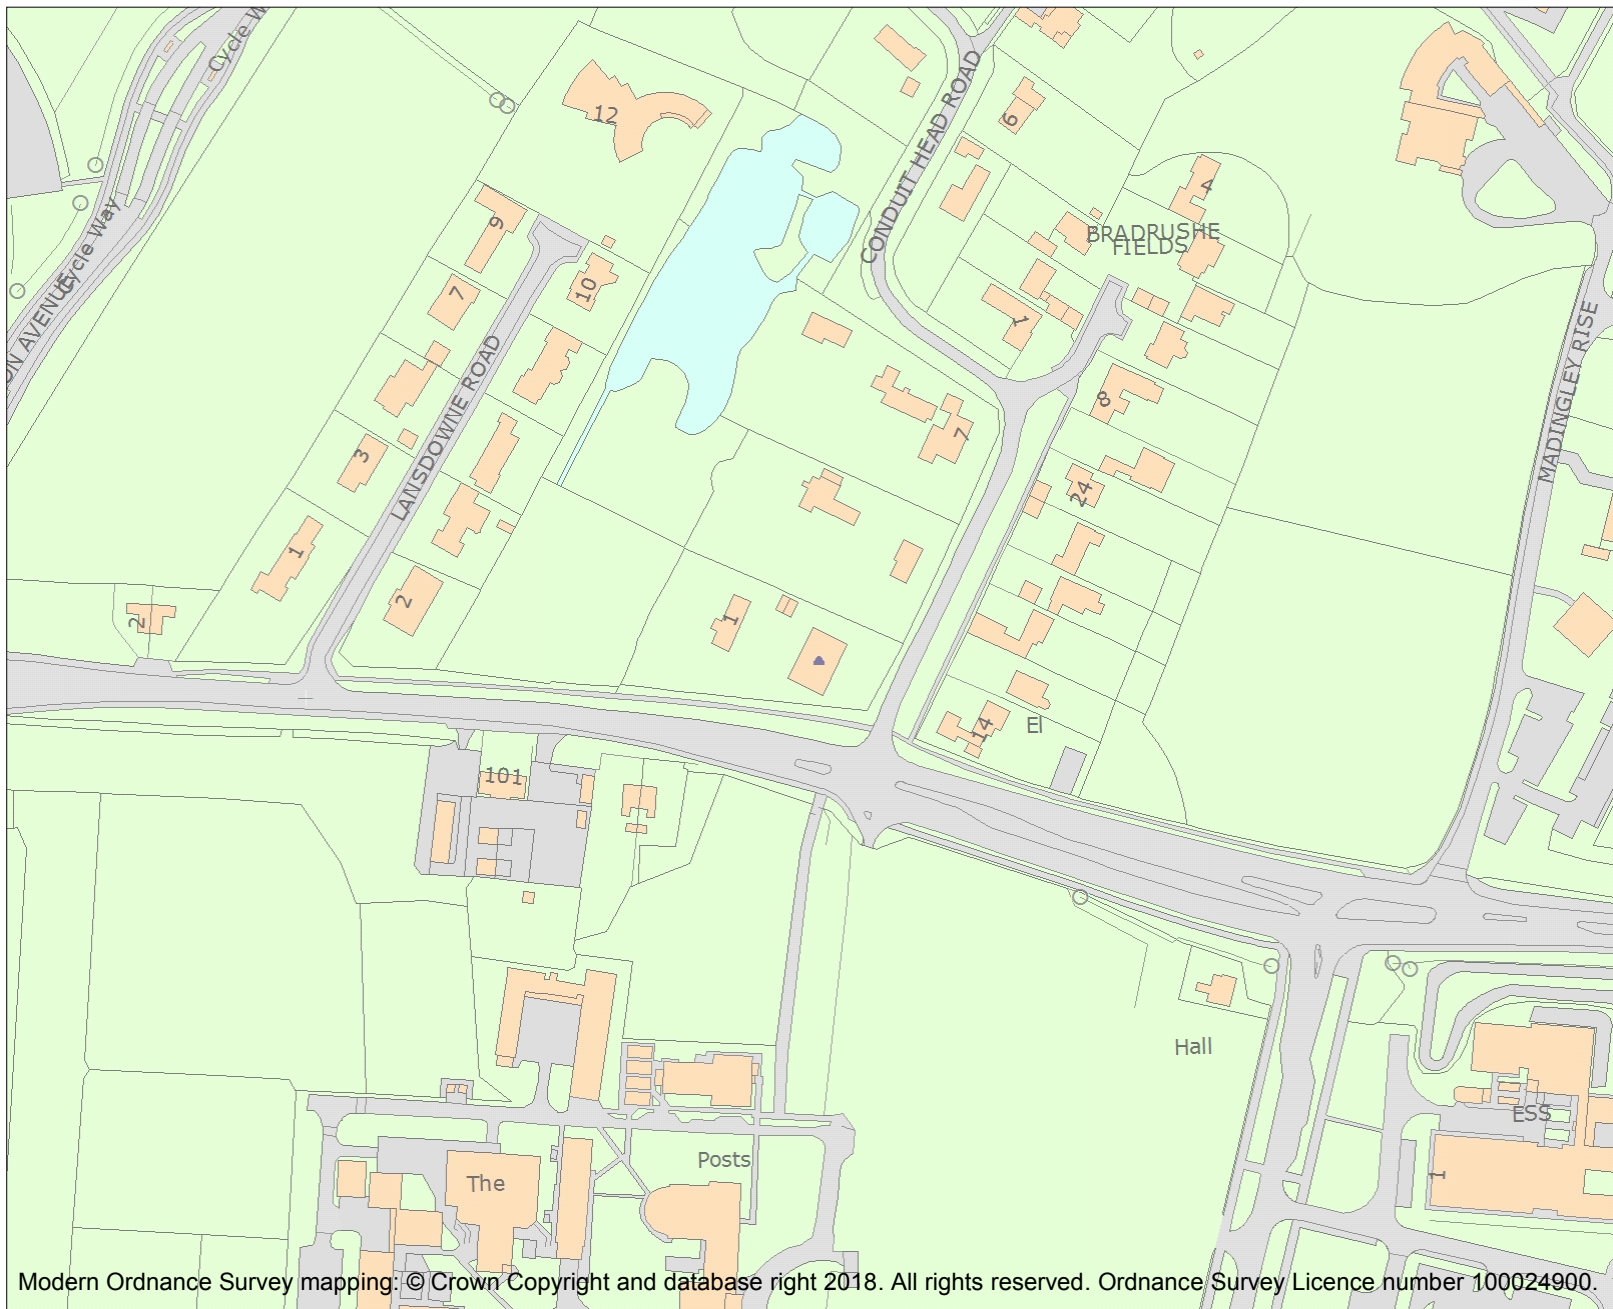 Cycle W
12
CONDUIT HEAD ROAD
6
4
Cycle Way
9
BRADRUSHE
FIELDS
10
7
1
ON AVENUE
LANSDOWNE ROAD
MADINGLEY RISE
8
7
3
24
1
2
2
1
14
El
101
Hall
ESS
1
Posts
The
Modern Ordnance Survey mapping: © Crown Copyright and database right 2018. All rights reserved. Ordnance Survey Licence number 100024900.